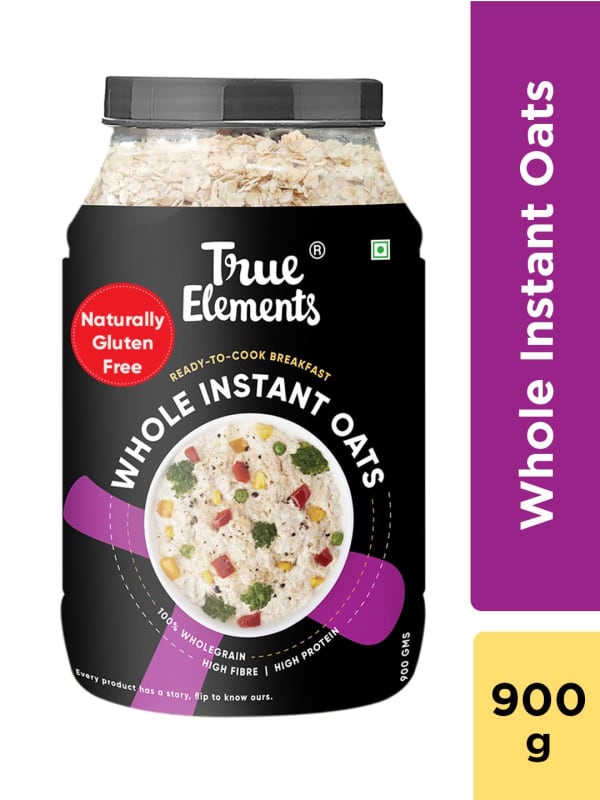 True ®
Elements
Naturally
Gluten
Free
READY-TO-COOK BREAKFAST
WHOLE INSTANT OATS
100% WHOLEGRAIN
HIGH FIBRE | HIGH PROTEIN
Every product has a story, flip to know ours.
900 GMS
Whole Instant Oats
900
g